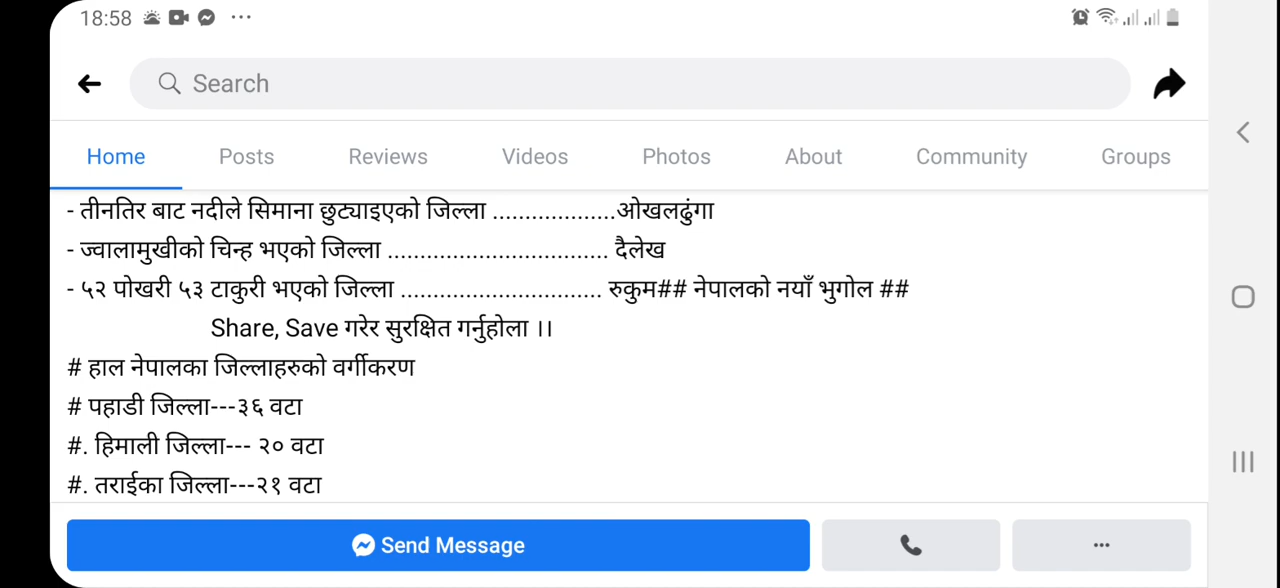 18:58 ...
Search
Home Posts Reviews Videos Photos About Community Groups
- तीनतिर बाट नदीले सिमाना छुट्याइएको जिल्ला ...................ओखलढुंगा
- ज्वालामुखीको चिन्ह भएको जिल्ला .................................. दैलेख
- ५२ पोखरी ५३ टाकुरी भएको जिल्ला ............................... रुकुम## नेपालको नयाँ भुगोल ##
Share, Save गरेर सुरक्षित गर्नुहोला ।।
# हाल नेपालका जिल्लाहरुको वर्गीकरण
# पहाडी जिल्ला---३६ वटा
#. हिमाली जिल्ला--- २० वटा
#. तराईका जिल्ला---२१ वटा
Send Message ...